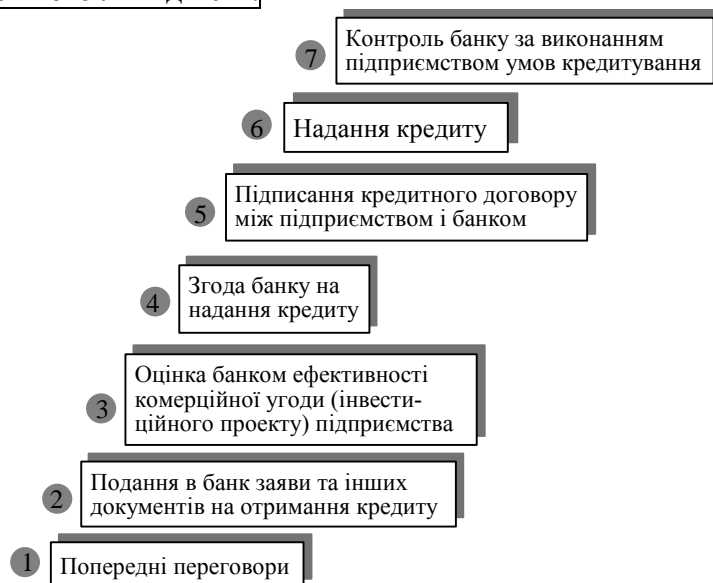 7
Контроль банку за виконанням
підприємством умов кредитування
6
Надання кредиту
5
Підписання кредитного договору
між підприємством і банком
4
Згода банку на
надання кредиту
3
Оцінка банком ефективності
комерційної угоди (інвести-
ційного проекту) підприємства
2
Подання в банк заяви та інших
документів на отримання кредиту
1
Попередні переговори